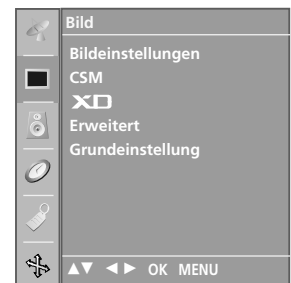 Bild
Bildeinstellungen
CSM
XD
Erweitert
Grundeinstellung
▲▼ ◄► OK MENU